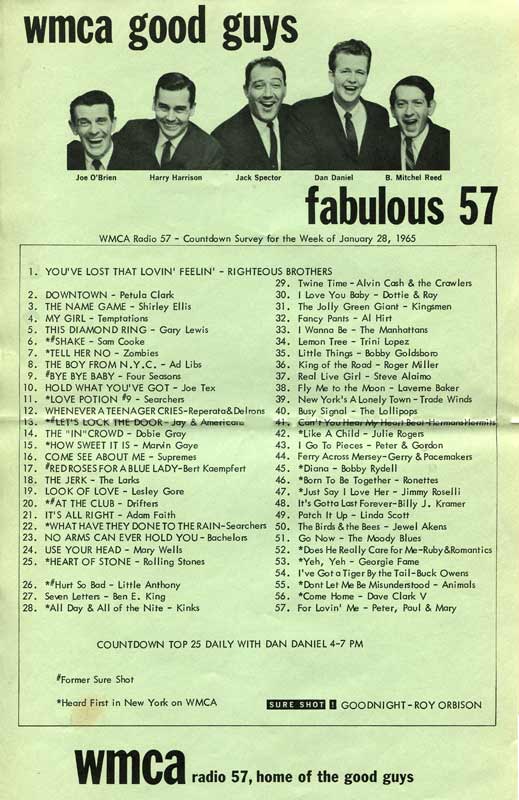 wmca good guys
Joe O'Brien Harry Harrison Jack Spector Dan Daniel B. Mitchel Reed
fabulous 57
WMCA Radio 57 - Countdown Survey for the Week of January 28, 1965
1. YOU'VE LOST THAT LOVIN' FEELIN' - RIGHTEOUS BROTHERS
2. DOWNTOWN - Petula Clark
3. THE NAME GAME - Shirley Ellis
4. MY GIRL - Temptations
5. THIS DIAMOND RING - Gary Lewis
6. *#SHAKE - Sam Cooke
7. *TELL HER NO - Zombies
8. THE BOY FROM N.Y.C. - Ad Libs
9. #BYE BYE BABY - Four Seasons
10. HOLD WHAT YOU'VE GOT - Joe Tex
11. *LOVE POTION #9 - Searchers
12. WHENEVER A TEENAGER CRIES-Reperata&Delrons
13. *#LET'S LOCK THE DOOR - Jay & Americans
14. THE "IN" CROWD - Dobie Gray
15. *HOW SWEET IT IS - Marvin Gaye
16. COME SEE ABOUT ME - Supremes
17. #RED ROSES FOR A BLUE LADY-Bert Kaempfert
18. THE JERK - The Larks
19. LOOK OF LOVE - Lesley Gore
20. *#AT THE CLUB - Drifters
21. IT'S ALL RIGHT - Adam Faith
22. *WHAT HAVE THEY DONE TO THE RAIN-Searchers
23. NO ARMS CAN EVER HOLD YOU - Bachelors
24. USE YOUR HEAD - Mary Wells
25. *HEART OF STONE - Rolling Stones
26. *#Hurt So Bad - Little Anthony
27. Seven Letters - Ben E. King
28. *All Day & All of the Nite - Kinks
29. Twine Time - Alvin Cash & the Crawlers
30. I Love You Baby - Dottie & Ray
31. The Jolly Green Giant - Kingsmen
32. Fancy Pants - Al Hirt
33. I Wanna Be - The Manhattans
34. Lemon Tree - Trini Lopez
35. Little Things - Bobby Goldsboro
36. King of the Road - Roger Miller
37. Real Live Girl - Steve Alaimo
38. Fly Me to the Moon - Laverne Baker
39. New York's A Lonely Town - Trade Winds
40. Busy Signal - The Lollipops
41. Can't You Hear My Heart Beat-Hermans Hermits
42. *Like A Child - Julie Rogers
43. I Go To Pieces - Peter & Gordon
44. Ferry Across Mersey-Gerry & Pacemakers
45. *Diana - Bobby Rydell
46. *Born To Be Together - Ronettes
47. *Just Say I Love Her - Jimmy Roselli
48. It's Gotta Last Forever-Billy J. Kramer
49. Patch It Up - Linda Scott
50. The Birds & the Bees - Jewel Akens
51. Go Now - The Moody Blues
52. *Does He Really Care for Me-Ruby&Romantics
53. *Yeh, Yeh - Georgie Fame
54. I've Got a Tiger By the Tail-Buck Owens
55. *Dont Let Me Be Misunderstood - Animals
56. *Come Home - Dave Clark V
57. For Lovin' Me - Peter, Paul & Mary
COUNTDOWN TOP 25 DAILY WITH DAN DANIEL 4-7 PM
#Former Sure Shot
*Heard First in New York on WMCA
SURE SHOT ! GOODNIGHT - ROY ORBISON
wmca radio 57, home of the good guys